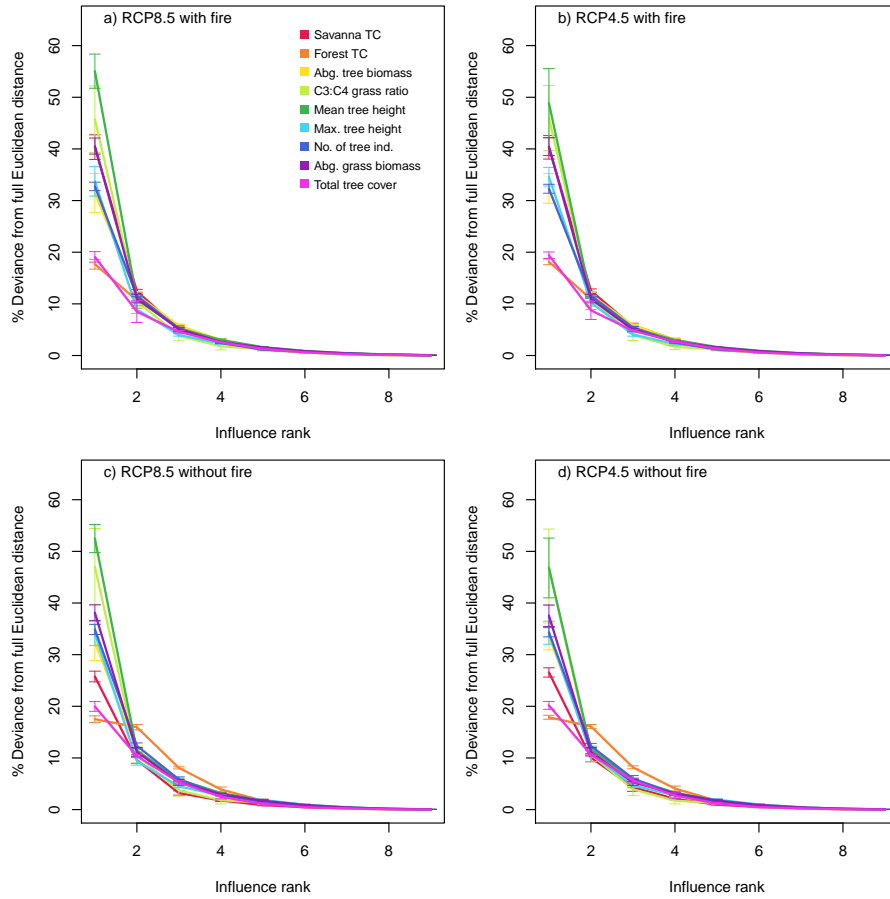 a) RCP8.5 with fire
Savanna TC
Forest TC
Abg. tree biomass
C3:C4 grass ratio
Mean tree height
Max. tree height
No. of tree ind.
Abg. grass biomass
Total tree cover
% Deviance from full Euclidean distance
0 10 20 30 40 50 60
2 4 6 8
Influence rank
b) RCP4.5 with fire
% Deviance from full Euclidean distance
0 10 20 30 40 50 60
2 4 6 8
Influence rank
c) RCP8.5 without fire
% Deviance from full Euclidean distance
0 10 20 30 40 50 60
2 4 6 8
Influence rank
d) RCP4.5 without fire
% Deviance from full Euclidean distance
0 10 20 30 40 50 60
2 4 6 8
Influence rank